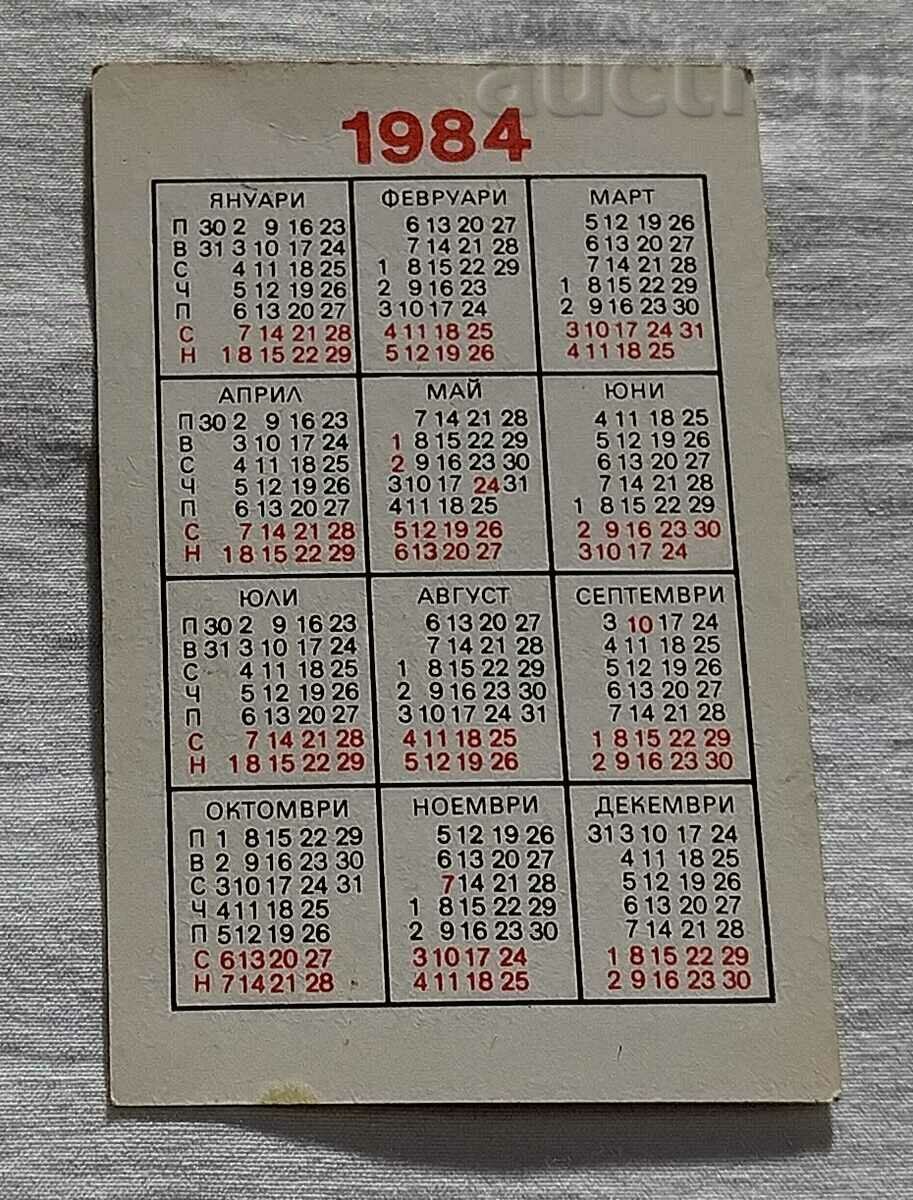 1984
ЯНУАРИ ФЕВРУАРИ МАРТ
П 30 2 9 16 23 6 13 20 27 5 12 19 26
В 31 3 10 17 24 7 14 21 28 6 13 20 27
С 4 11 18 25 1 8 15 22 29 7 14 21 28
Ч 5 12 19 26 2 9 16 23 1 8 15 22 29
П 6 13 20 27 3 10 17 24 2 9 16 23 30
С 7 14 21 28 4 11 18 25 3 10 17 24 31
Н 1 8 15 22 29 5 12 19 26 4 11 18 25
АПРИЛ МАЙ ЮНИ
П 30 2 9 16 23 7 14 21 28 4 11 18 25
В 3 10 17 24 1 8 15 22 29 5 12 19 26
С 4 11 18 25 2 9 16 23 30 6 13 20 27
Ч 5 12 19 26 3 10 17 24 31 7 14 21 28
П 6 13 20 27 4 11 18 25 1 8 15 22 29
С 7 14 21 28 5 12 19 26 2 9 16 23 30
Н 1 8 15 22 29 6 13 20 27 3 10 17 24
ЮЛИ АВГУСТ СЕПТЕМВРИ
П 30 2 9 16 23 6 13 20 27 3 10 17 24
В 31 3 10 17 24 7 14 21 28 4 11 18 25
С 4 11 18 25 1 8 15 22 29 5 12 19 26
Ч 5 12 19 26 2 9 16 23 30 6 13 20 27
П 6 13 20 27 3 10 17 24 31 7 14 21 28
С 7 14 21 28 4 11 18 25 1 8 15 22 29
Н 1 8 15 22 29 5 12 19 26 2 9 16 23 30
ОКТОМВРИ НОЕМВРИ ДЕКЕМВРИ
П 1 8 15 22 29 5 12 19 26 31 3 10 17 24
В 2 9 16 23 30 6 13 20 27 4 11 18 25
С 3 10 17 24 31 7 14 21 28 5 12 19 26
Ч 4 11 18 25 1 8 15 22 29 6 13 20 27
П 5 12 19 26 2 9 16 23 30 7 14 21 28
С 6 13 20 27 3 10 17 24 1 8 15 22 29
Н 7 14 21 28 4 11 18 25 2 9 16 23 30